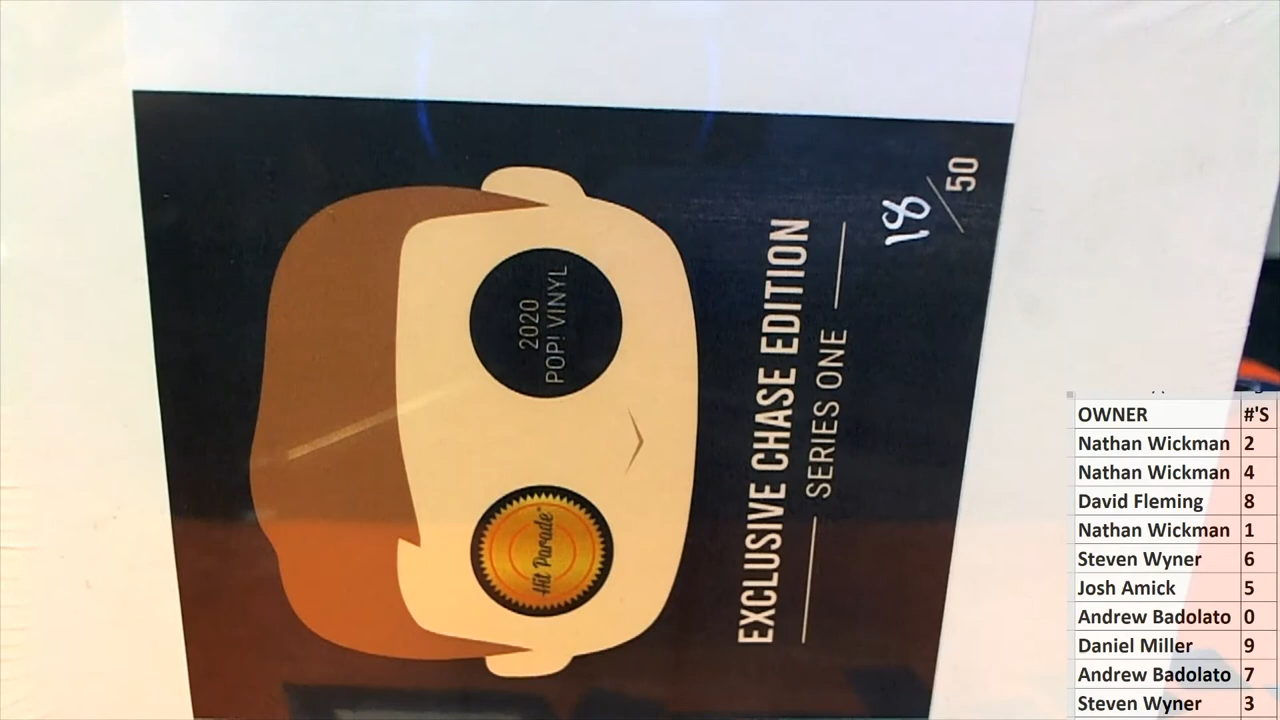 2020
POP! VINYL
Hit Parade
EXCLUSIVE CHASE EDITION
SERIES ONE
18/50
OWNER #'S
Nathan Wickman 2
Nathan Wickman 4
David Fleming 8
Nathan Wickman 1
Steven Wyner 6
Josh Amick 5
Andrew Badolato 0
Daniel Miller 9
Andrew Badolato 7
Steven Wyner 3